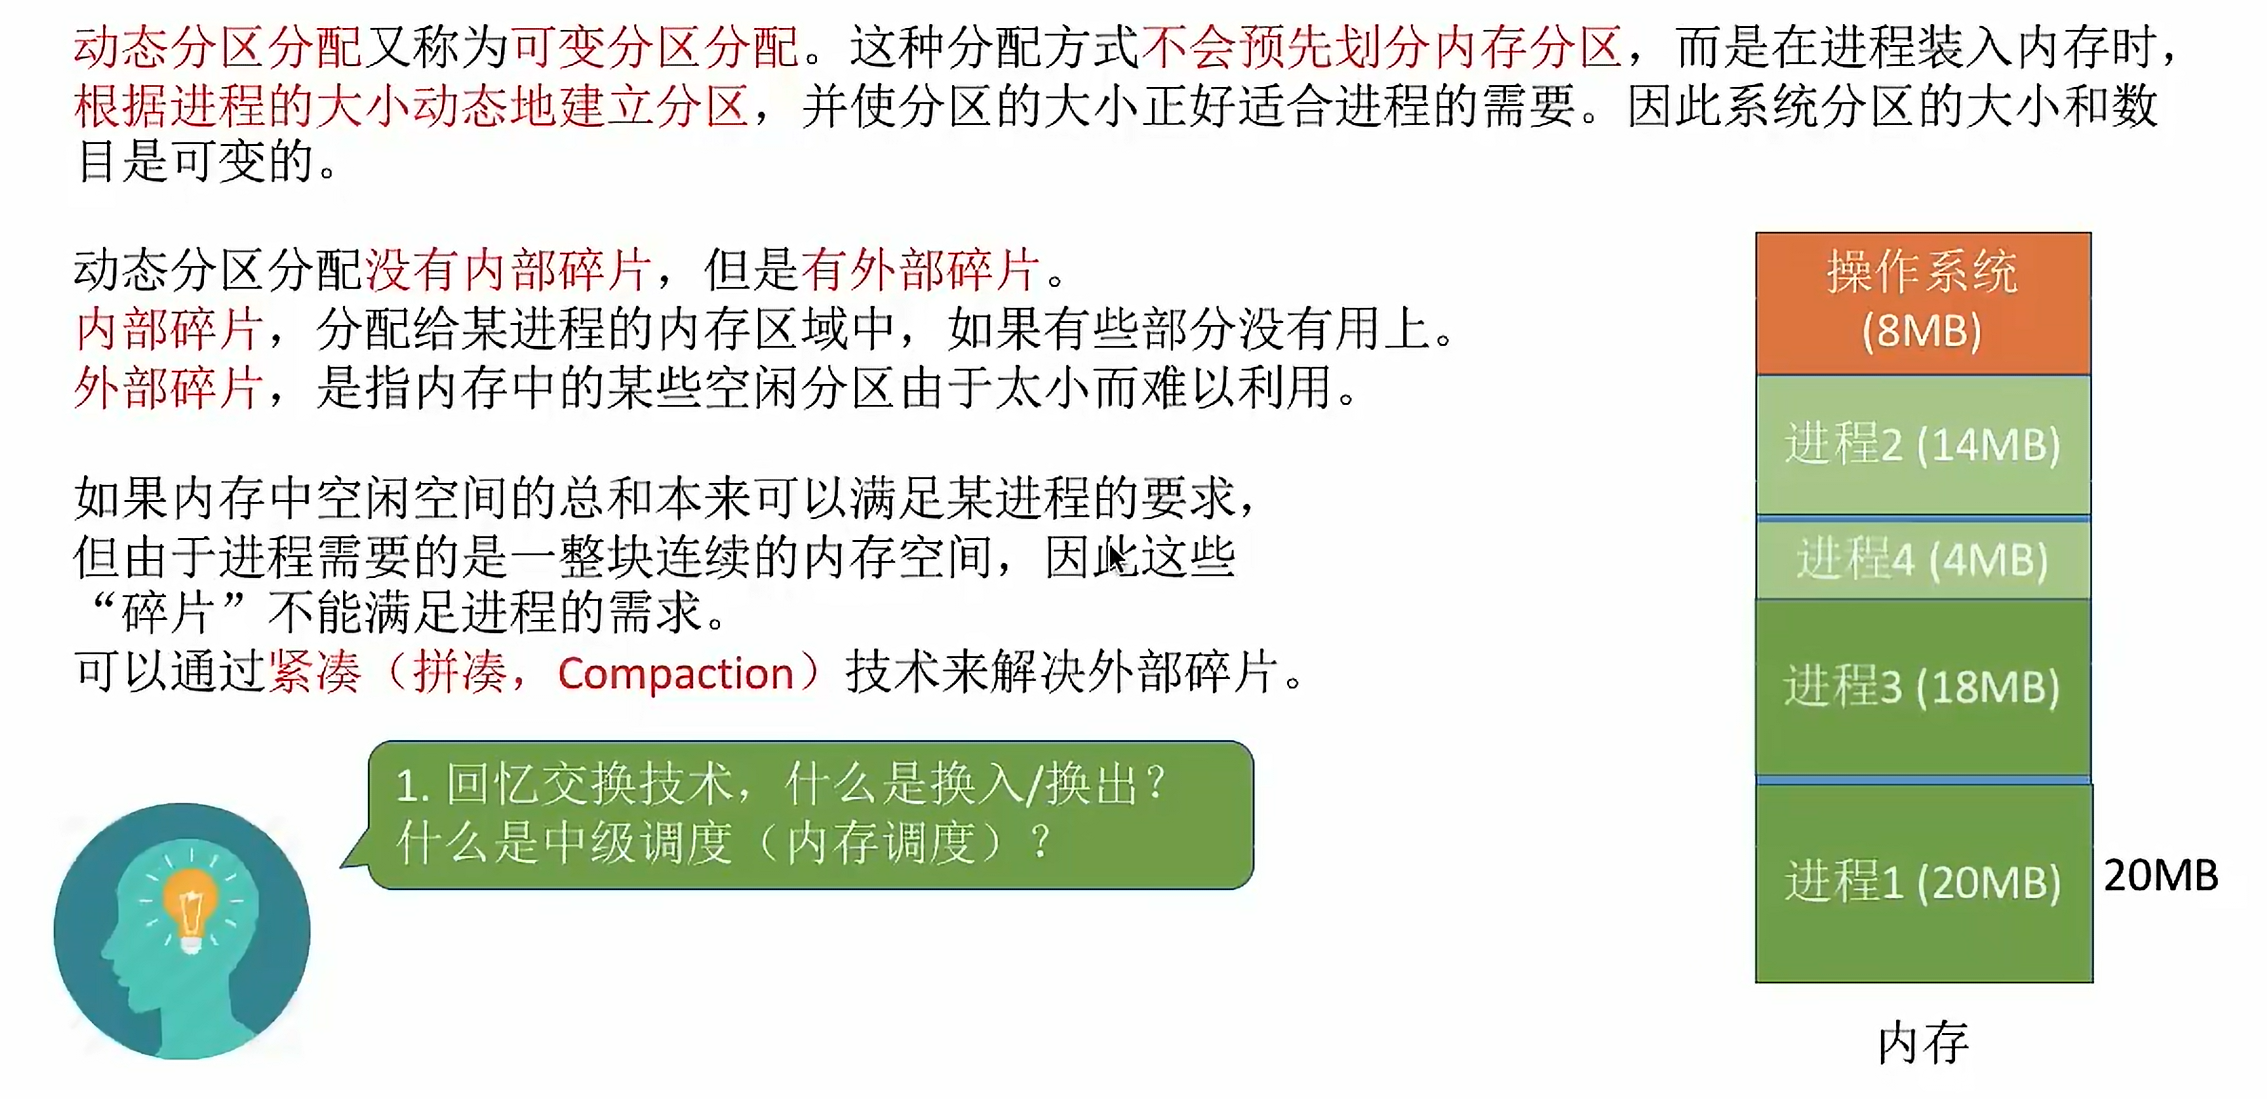 动态分区分配又称为可变分区分配。这种分配方式不会预先划分内存分区，而是在进程装入内存时，
根据进程的大小动态地建立分区，并使分区的大小正好适合进程的需要。因此系统分区的大小和数
目是可变的。
动态分区分配没有内部碎片，但是有外部碎片。
内部碎片，分配给某进程的内存区域中，如果有些部分没有用上。
外部碎片，是指内存中的某些空闲分区由于太小而难以利用。
如果内存中空闲空间的总和本来可以满足某进程的要求，
但由于进程需要的是一整块连续的内存空间，因此这些
“碎片”不能满足进程的需求。
可以通过紧凑（拼凑，Compaction）技术来解决外部碎片。
1. 回忆交换技术，什么是换入/换出？
什么是中级调度（内存调度）？
操作系统
(8MB)
进程2 (14MB)
进程4 (4MB)
进程3 (18MB)
进程1 (20MB)
20MB
内存